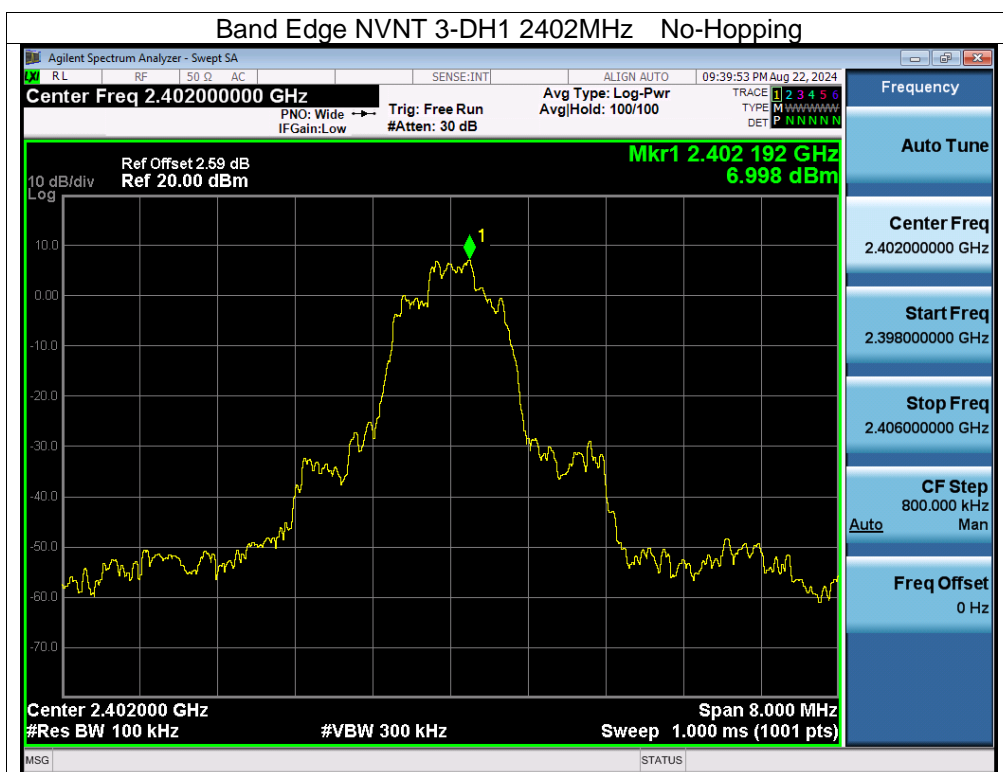 Band Edge NVNT 3-DH1 2402MHz No-Hopping
Agilent Spectrum Analyzer - Swept SA
LXI RL RF 50 Ω AC SENSE:INT ALIGN AUTO 09:39:53 PM Aug 22, 2024
Center Freq 2.402000000 GHz
PNO: Wide
IFGain:Low
Trig: Free Run
#Atten: 30 dB
Avg Type: Log-Pwr
Avg|Hold: 100/100
TRACE 1 2 3 4 5 6
TYPE M WWWWW
DET P N N N N N
Mkr1 2.402 192 GHz
6.998 dBm
Ref Offset 2.59 dB
10 dB/div Ref 20.00 dBm
Log
1
10.0
0.00
-10.0
-20.0
-30.0
-40.0
-50.0
-60.0
-70.0
Center 2.402000 GHz Span 8.000 MHz
#Res BW 100 kHz #VBW 300 kHz Sweep 1.000 ms (1001 pts)
MSG STATUS
Frequency
Auto Tune
Center Freq
2.402000000 GHz
Start Freq
2.398000000 GHz
Stop Freq
2.406000000 GHz
CF Step
800.000 kHz
Auto Man
Freq Offset
0 Hz